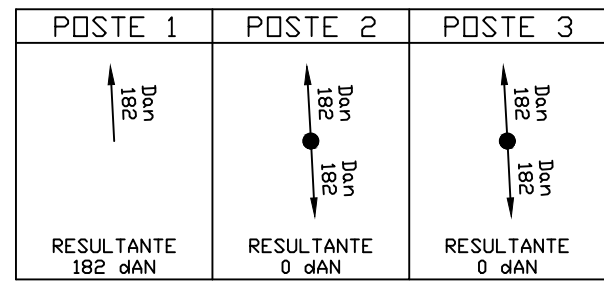 POSTE 1
Dan
182
RESULTANTE
182 dAN
POSTE 2
Dan
182
Dan
182
RESULTANTE
0 dAN
POSTE 3
Dan
182
Dan
182
RESULTANTE
0 dAN